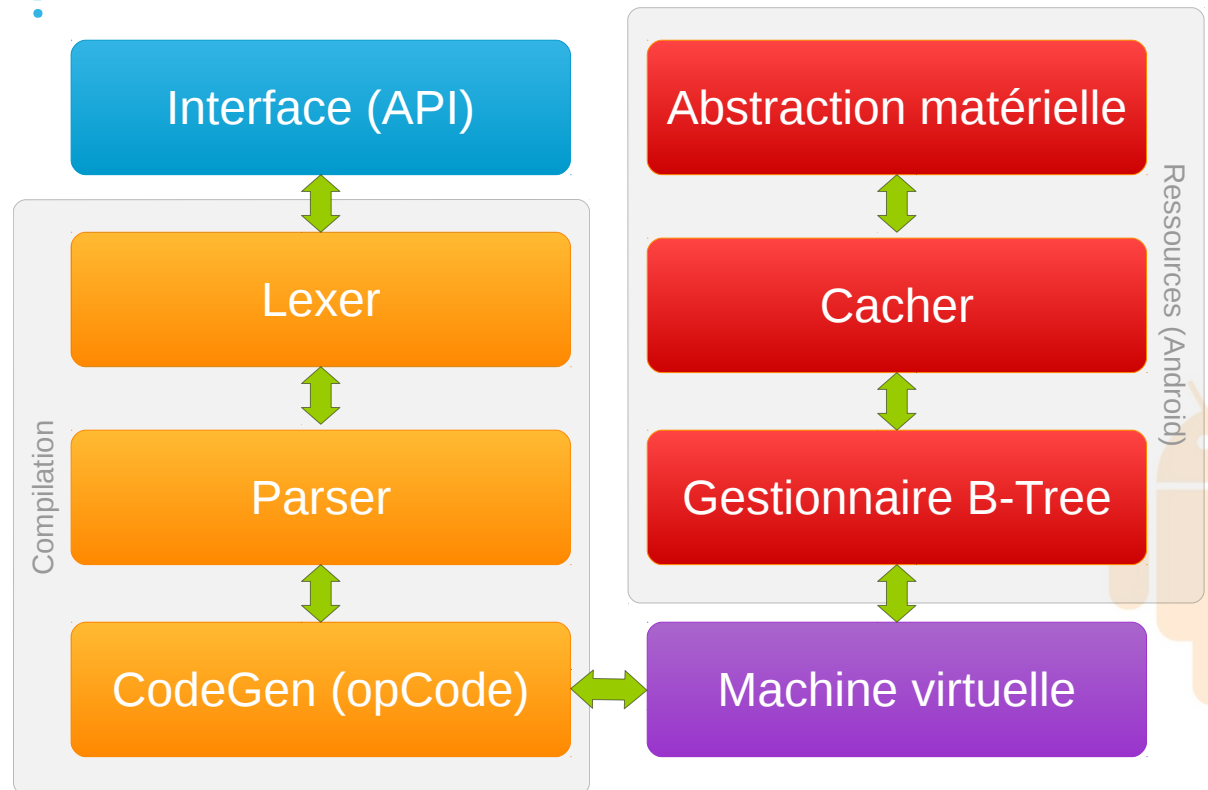 Interface (API)
Lexer
Parser
CodeGen (opCode)
Compilation
Abstraction matérielle
Cacher
Gestionnaire B-Tree
Machine virtuelle
Ressources (Android)